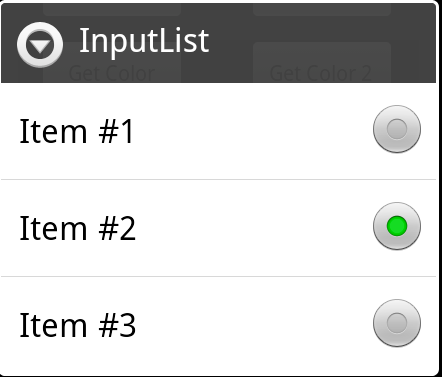 InputList
Get Color
Get Color 2
Item #1
Item #2
Item #3